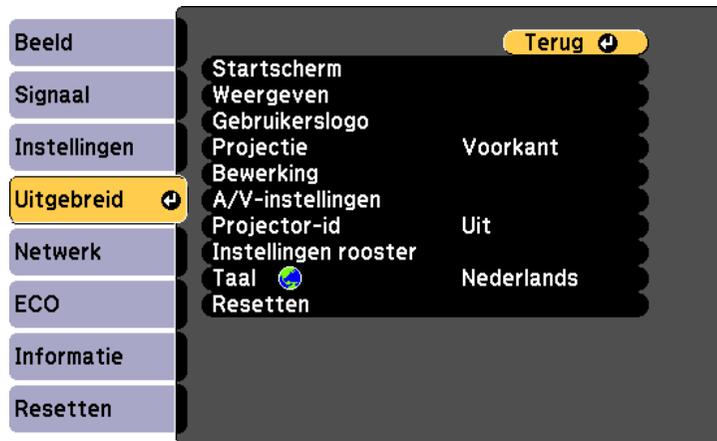 Beeld
Signaal
Instellingen
Uitgebreid
Netwerk
ECO
Informatie
Resetten
Terug
Startscherm
Weergeven
Gebruikerslogo
Projectie Voorkant
Bewerking
A/V-instellingen
Projector-id Uit
Instellingen rooster
Taal Nederlands
Resetten